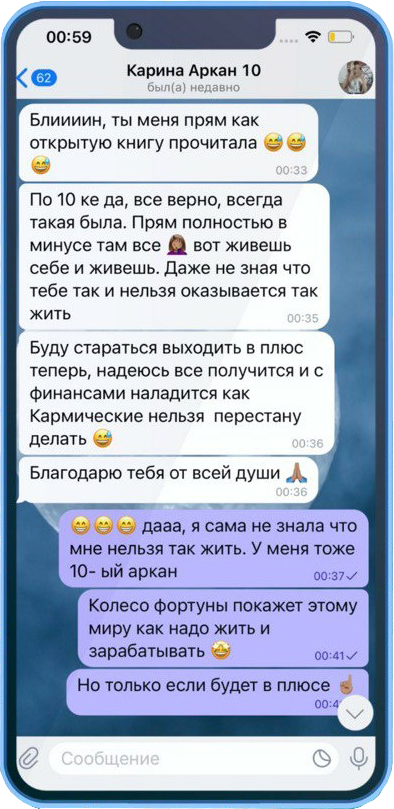 00:59
62
Карина Аркан 10
был(а) недавно
Блиииин, ты меня прям как
открытую книгу прочитала 😅😅
😅
00:33
По 10 ке да, все верно, всегда
такая была. Прям полностью в
минусе там все 🤦🏽‍♀️ вот живешь
себе и живешь. Даже не зная что
тебе так и нельзя оказывается так
жить
00:35
Буду стараться выходить в плюс
теперь, надеюсь все получится и с
финансами наладится как
Кармические нельзя перестану
делать 😅
00:36
Благодарю тебя от всей души 🙏🏽
00:36
😁😁😁 дааа, я сама не знала что
мне нельзя так жить. У меня тоже
10- ый аркан
00:37
Колесо фортуны покажет этому
миру как надо жить и
зарабатывать 🤩
00:41
Но только если будет в плюсе ☝🏽
Сообщение